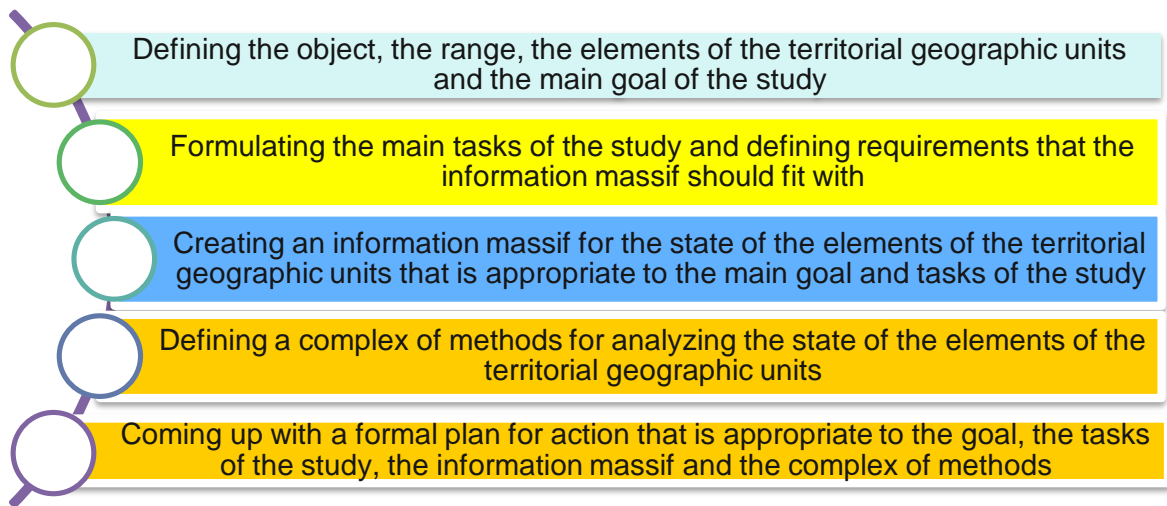 Defining the object, the range, the elements of the territorial geographic units
and the main goal of the study
Formulating the main tasks of the study and defining requirements that the
information massif should fit with
Creating an information massif for the state of the elements of the territorial
geographic units that is appropriate to the main goal and tasks of the study
Defining a complex of methods for analyzing the state of the elements of the
territorial geographic units
Coming up with a formal plan for action that is appropriate to the goal, the tasks
of the study, the information massif and the complex of methods